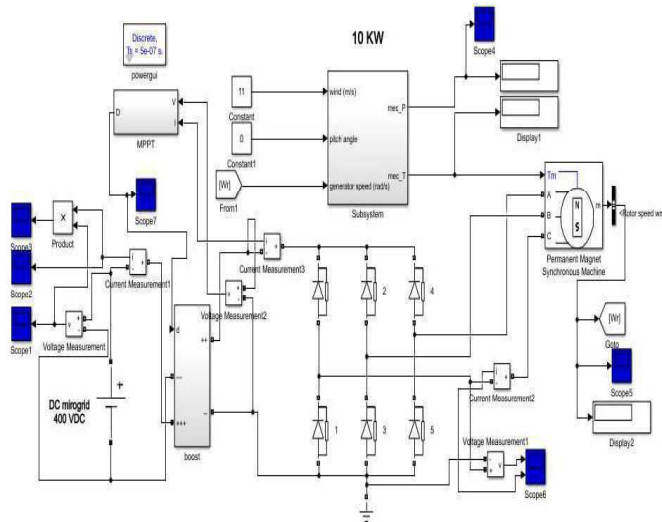 Discrete,
Ts = 5e-07 s.
powergui
10 KW
Scope4
11
Constant
wind (m/s)
mec_P
0
Constant1
pitch angle
Display1
D
V
I
MPPT
[Wr]
From1
generator speed (rad/s)
mec_T
Subsystem
Scope7
Tm
A
B
C
N
S
m
<Rotor speed wm
Permanent Magnet
Synchronous Machine
Scope3
×
Product
Scope2
Current Measurement1
Current Measurement3
Voltage Measurement2
Scope1
Voltage Measurement
2
4
[Wr]
Goto
Scope5
Display2
Current Measurement2
DC mirogrid
400 VDC
d
++
--
+++
-
boost
1
3
5
Voltage Measurement1
Scope6